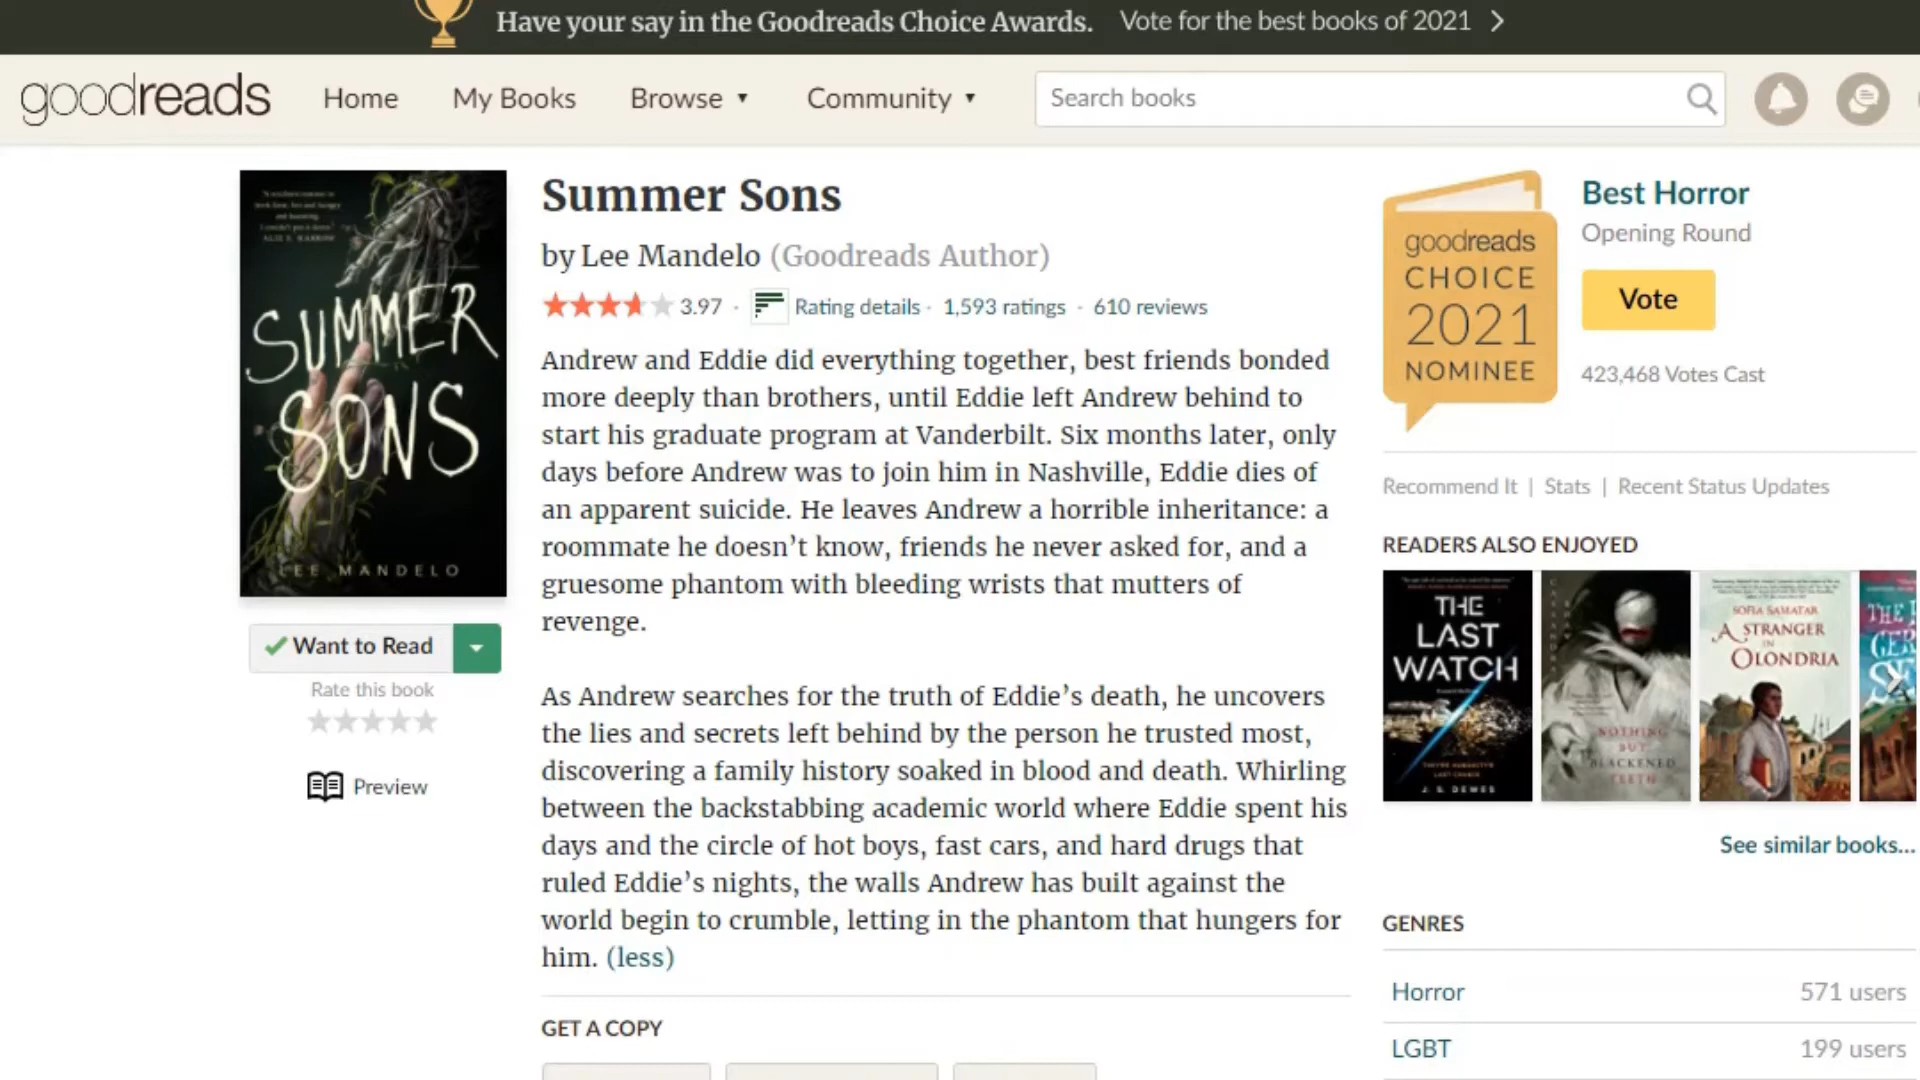 Have your say in the Goodreads Choice Awards. Vote for the best books of 2021
goodreads Home My Books Browse Community Search books
SUMMER
SONS
LEE MANDELO
Want to Read
Rate this book
Preview
Summer Sons
by Lee Mandelo (Goodreads Author)
3.97 · Rating details · 1,593 ratings · 610 reviews
Andrew and Eddie did everything together, best friends bonded
more deeply than brothers, until Eddie left Andrew behind to
start his graduate program at Vanderbilt. Six months later, only
days before Andrew was to join him in Nashville, Eddie dies of
an apparent suicide. He leaves Andrew a horrible inheritance: a
roommate he doesn’t know, friends he never asked for, and a
gruesome phantom with bleeding wrists that mutters of
revenge.
As Andrew searches for the truth of Eddie’s death, he uncovers
the lies and secrets left behind by the person he trusted most,
discovering a family history soaked in blood and death. Whirling
between the backstabbing academic world where Eddie spent his
days and the circle of hot boys, fast cars, and hard drugs that
ruled Eddie’s nights, the walls Andrew has built against the
world begin to crumble, letting in the phantom that hungers for
him. (less)
GET A COPY
goodreads
CHOICE
2021
NOMINEE
Best Horror
Opening Round
Vote
423,468 Votes Cast
Recommend It | Stats | Recent Status Updates
READERS ALSO ENJOYED
THE
LAST
WATCH
J. S. DEWES
NOTHING
BUT
BLACKENED
TEETH
SOFIA SAMATAR
A STRANGER
IN
OLONDRIA
THE
See similar books...
GENRES
Horror 571 users
LGBT 199 users